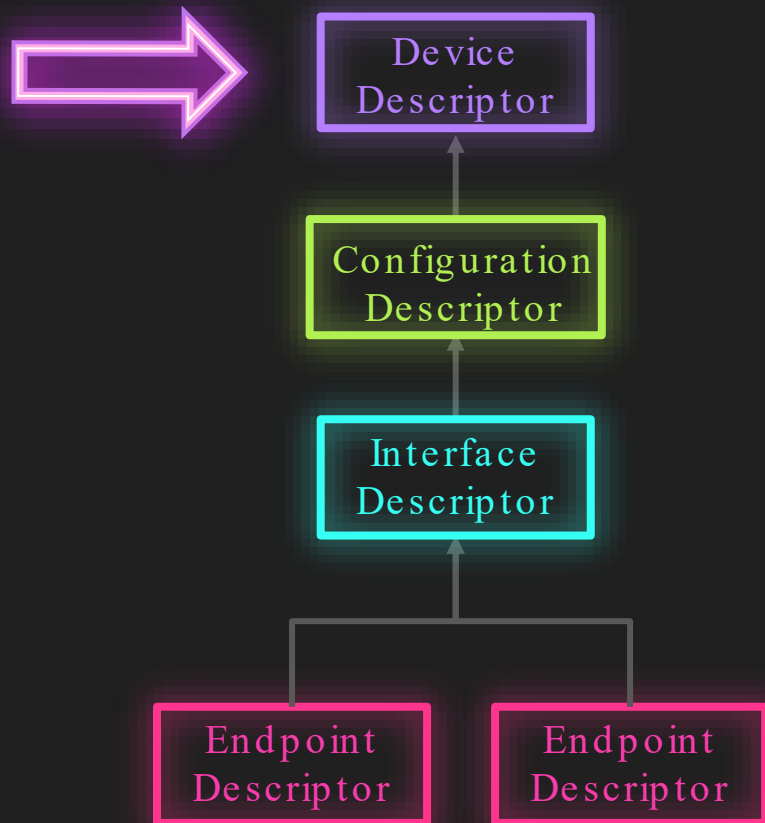 Device
Descriptor
Configuration
Descriptor
Interface
Descriptor
Endpoint
Descriptor
Endpoint
Descriptor